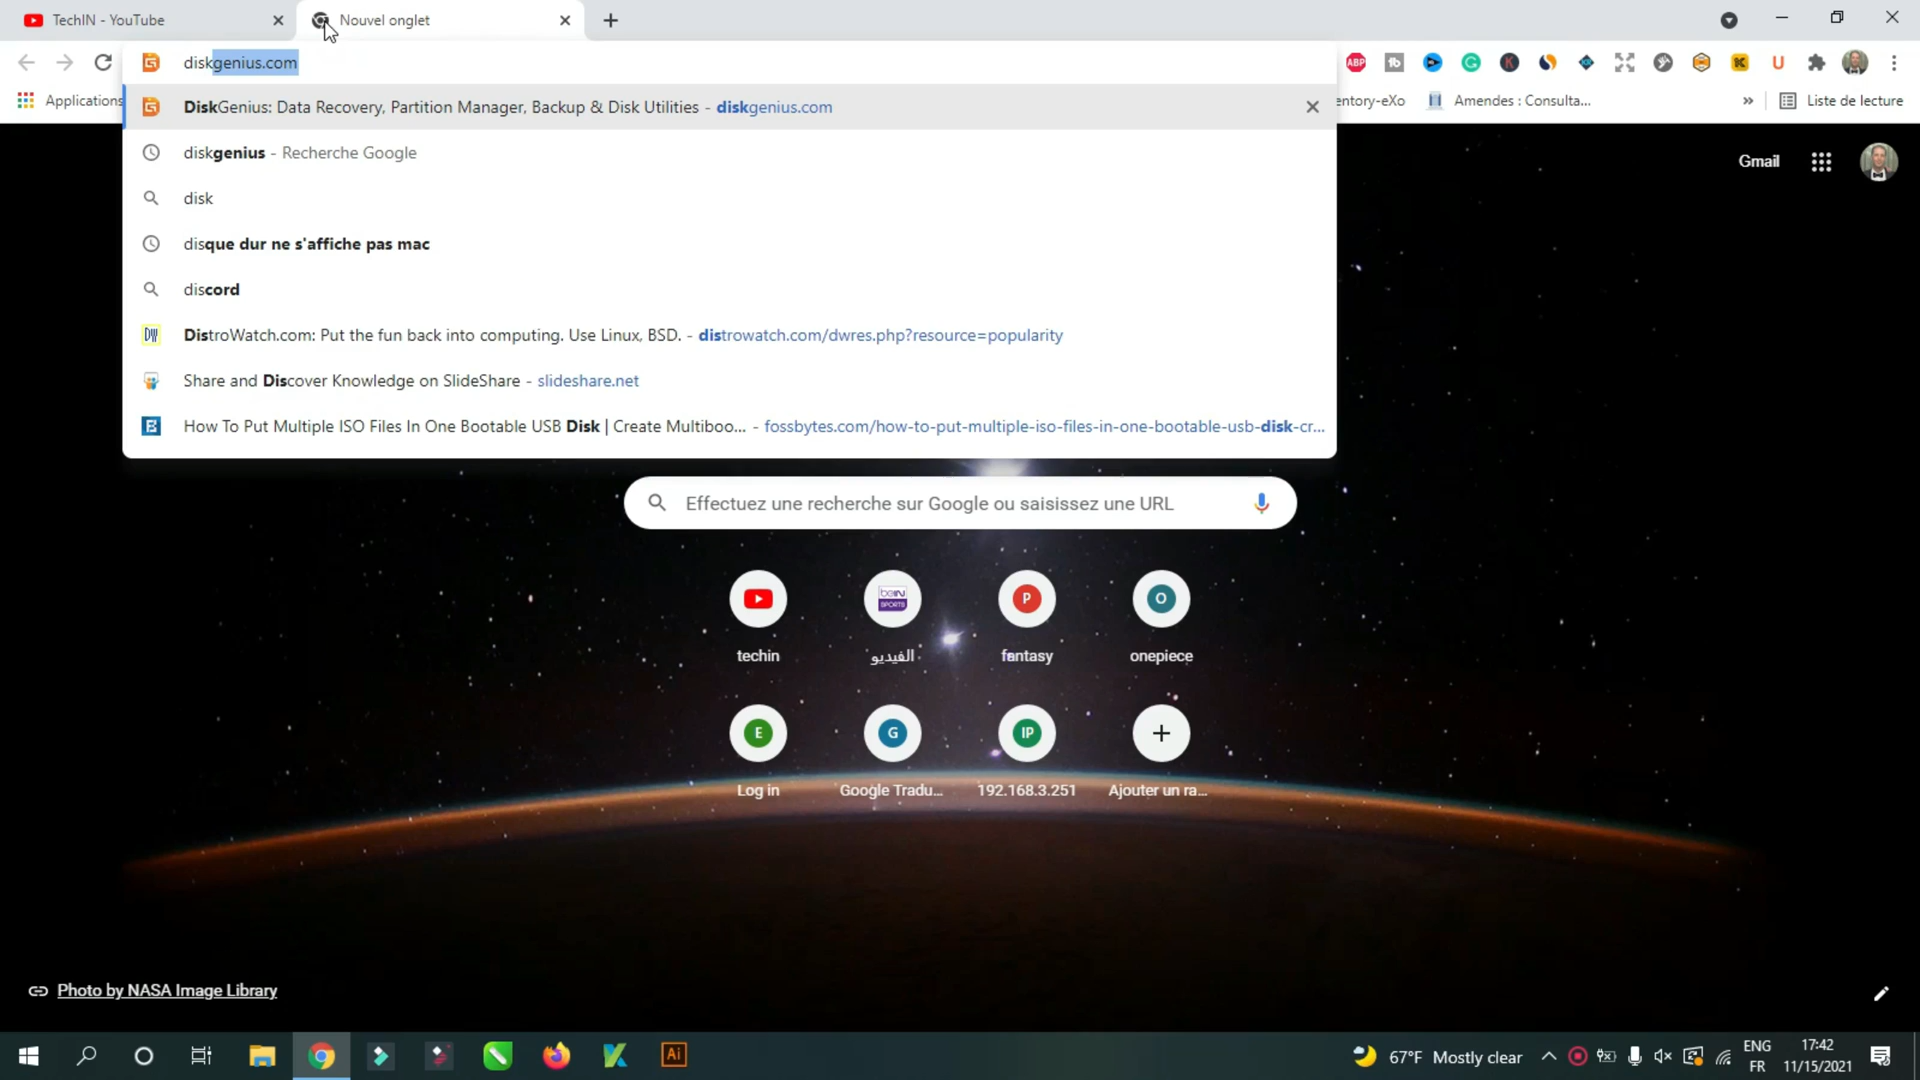 TechIN - YouTube
Nouvel onglet
diskgenius.com
ABP
Applications
DiskGenius: Data Recovery, Partition Manager, Backup & Disk Utilities - diskgenius.com
entory-eXo
Amendes : Consulta...
»
Liste de lecture
diskgenius - Recherche Google
Gmail
disk
disque dur ne s'affiche pas mac
discord
DW
DistroWatch.com: Put the fun back into computing. Use Linux, BSD. - distrowatch.com/dwres.php?resource=popularity
Share and Discover Knowledge on SlideShare - slideshare.net
How To Put Multiple ISO Files In One Bootable USB Disk | Create Multiboo... - fossbytes.com/how-to-put-multiple-iso-files-in-one-bootable-usb-disk-cr...
Effectuez une recherche sur Google ou saisissez une URL
beIN SPORTS
P
O
techin
الفيديو
fantasy
onepiece
E
G
IP
Log in
Google Tradu...
192.168.3.251
Ajouter un ra...
Photo by NASA Image Library
Ai
67°F Mostly clear
ENG
FR
17:42
11/15/2021